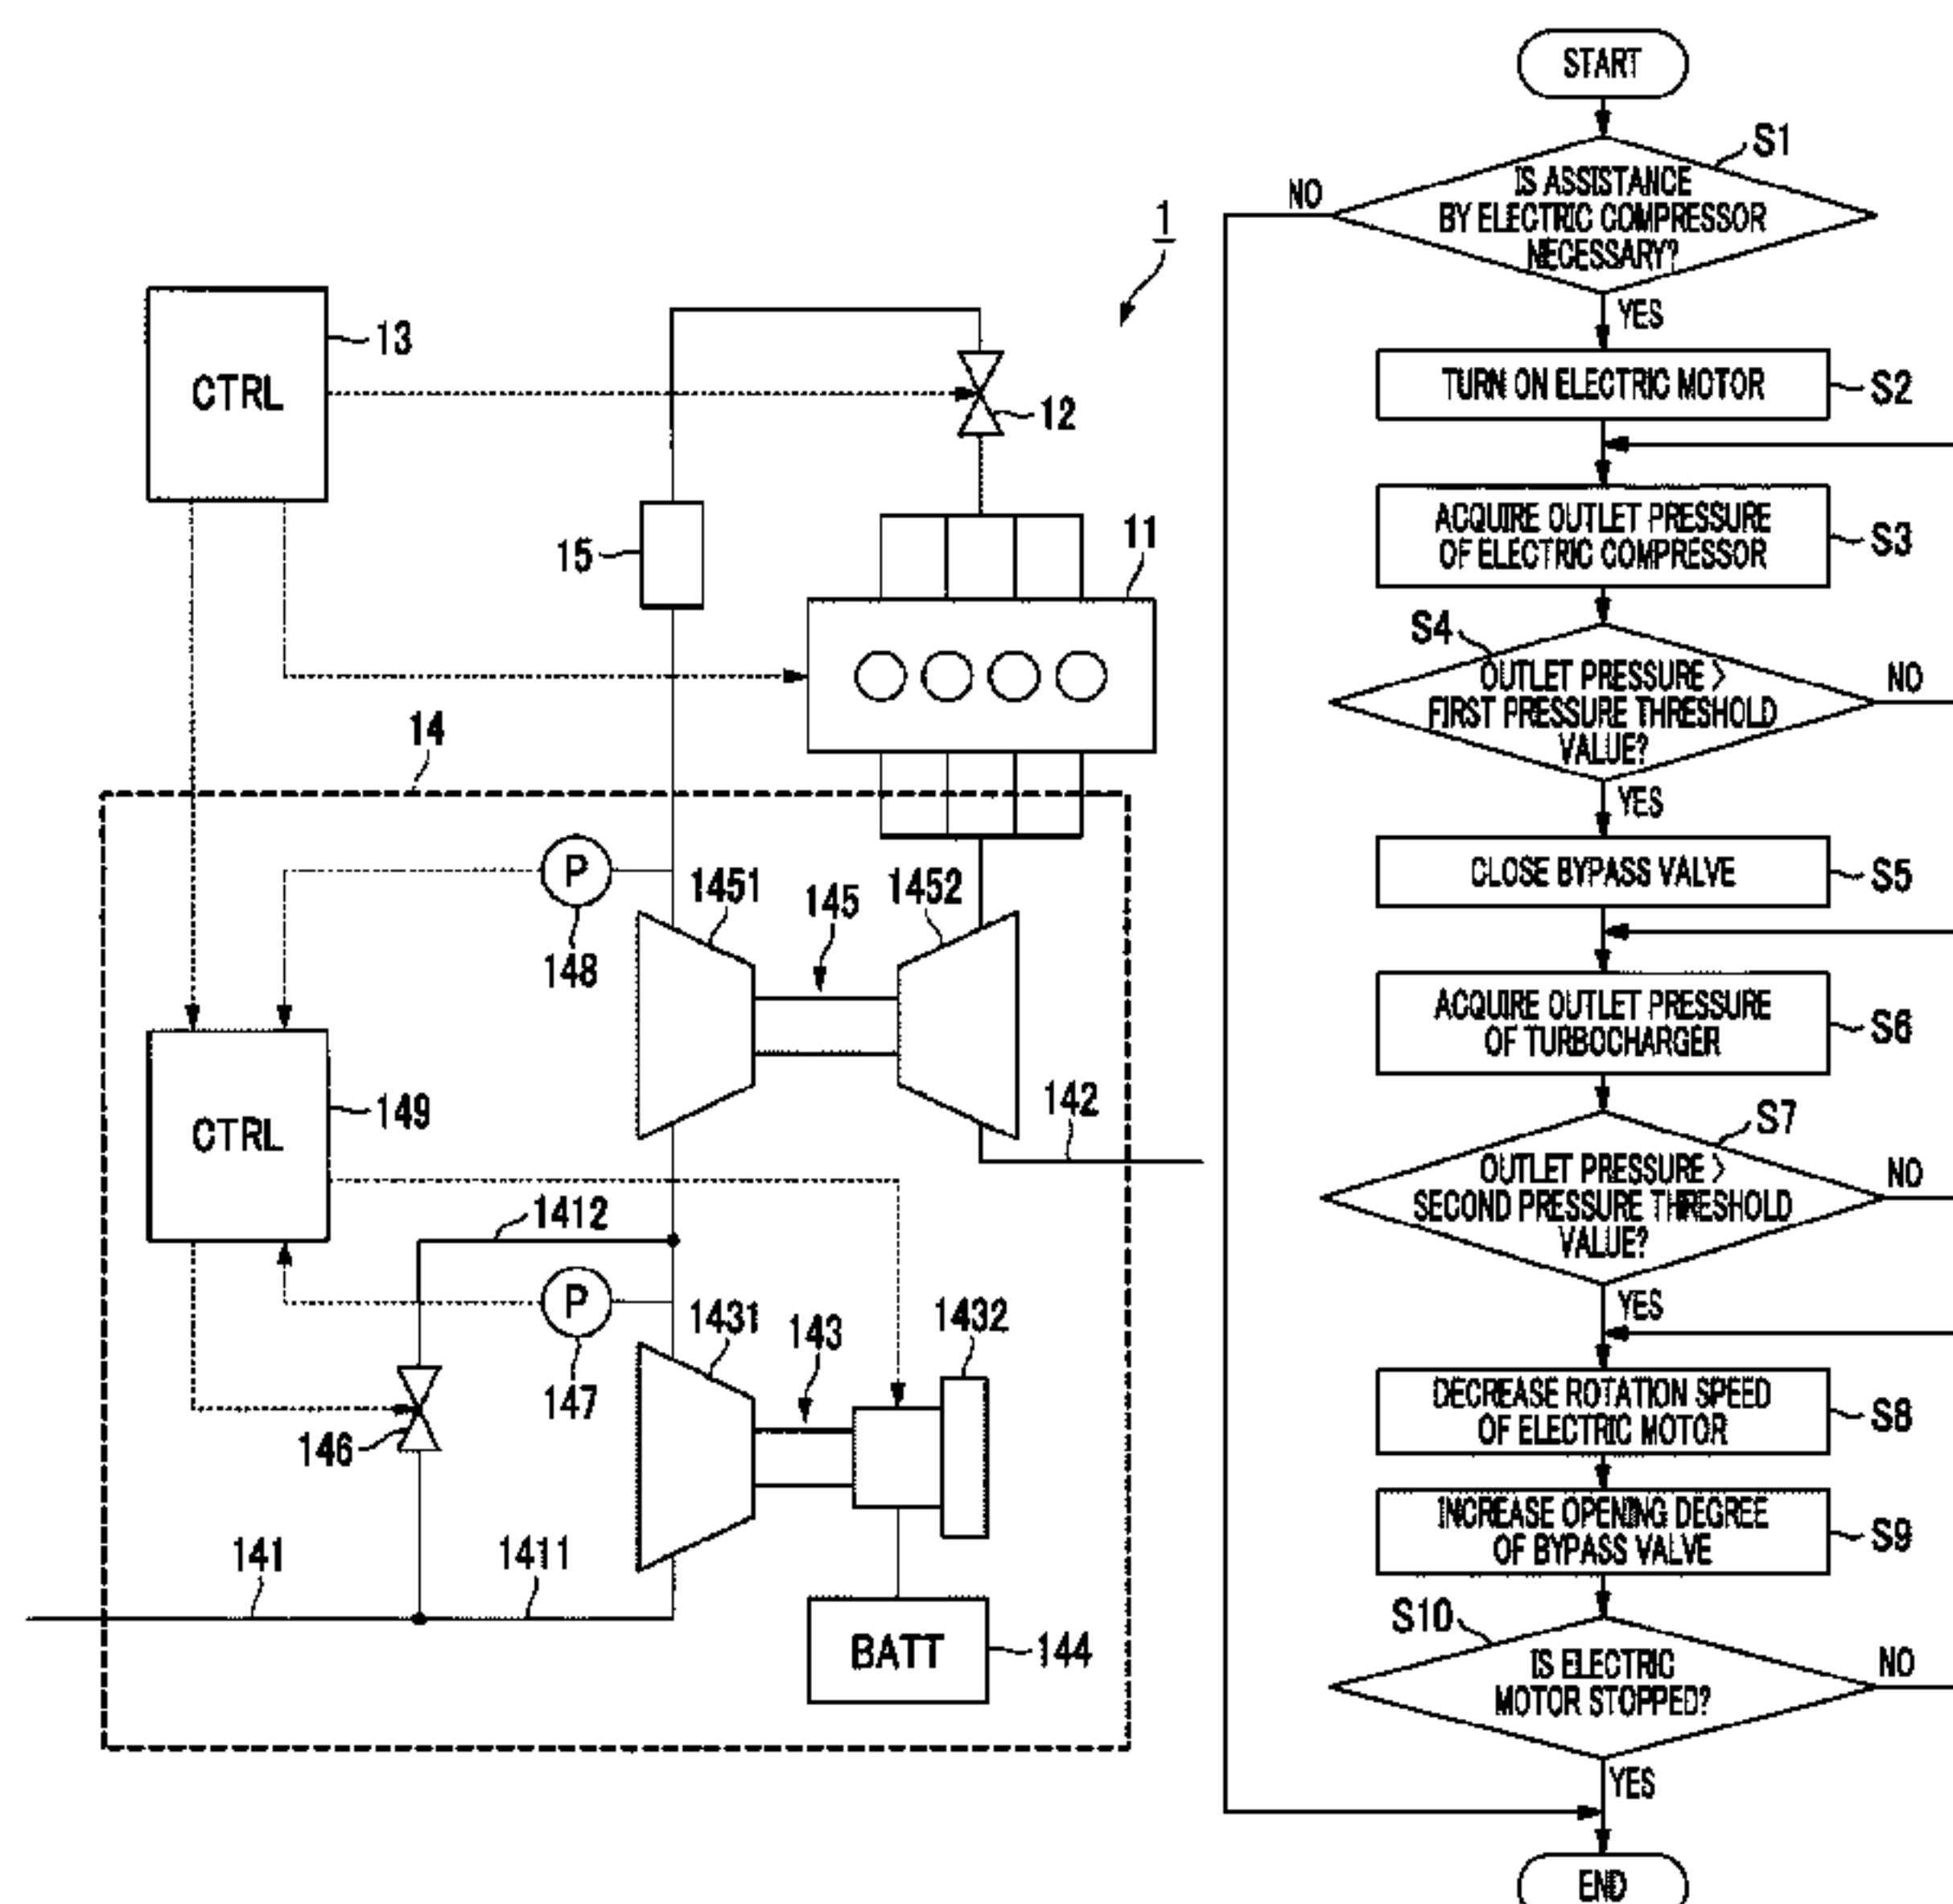 1
CTRL
13
12
15
11
14
P
148
1451
145
1452
CTRL
149
142
1412
P
147
1431
143
1432
146
141
1411
BATT
144
START
S1
IS ASSISTANCE
BY ELECTRIC COMPRESSOR
NECESSARY?
NO
YES
TURN ON ELECTRIC MOTOR
S2
ACQUIRE OUTLET PRESSURE
OF ELECTRIC COMPRESSOR
S3
S4
OUTLET PRESSURE >
FIRST PRESSURE THRESHOLD
VALUE?
NO
YES
CLOSE BYPASS VALVE
S5
ACQUIRE OUTLET PRESSURE
OF TURBOCHARGER
S6
S7
OUTLET PRESSURE >
SECOND PRESSURE THRESHOLD
VALUE?
NO
YES
DECREASE ROTATION SPEED
OF ELECTRIC MOTOR
S8
INCREASE OPENING DEGREE
OF BYPASS VALVE
S9
S10
IS ELECTRIC
MOTOR STOPPED?
NO
YES
END